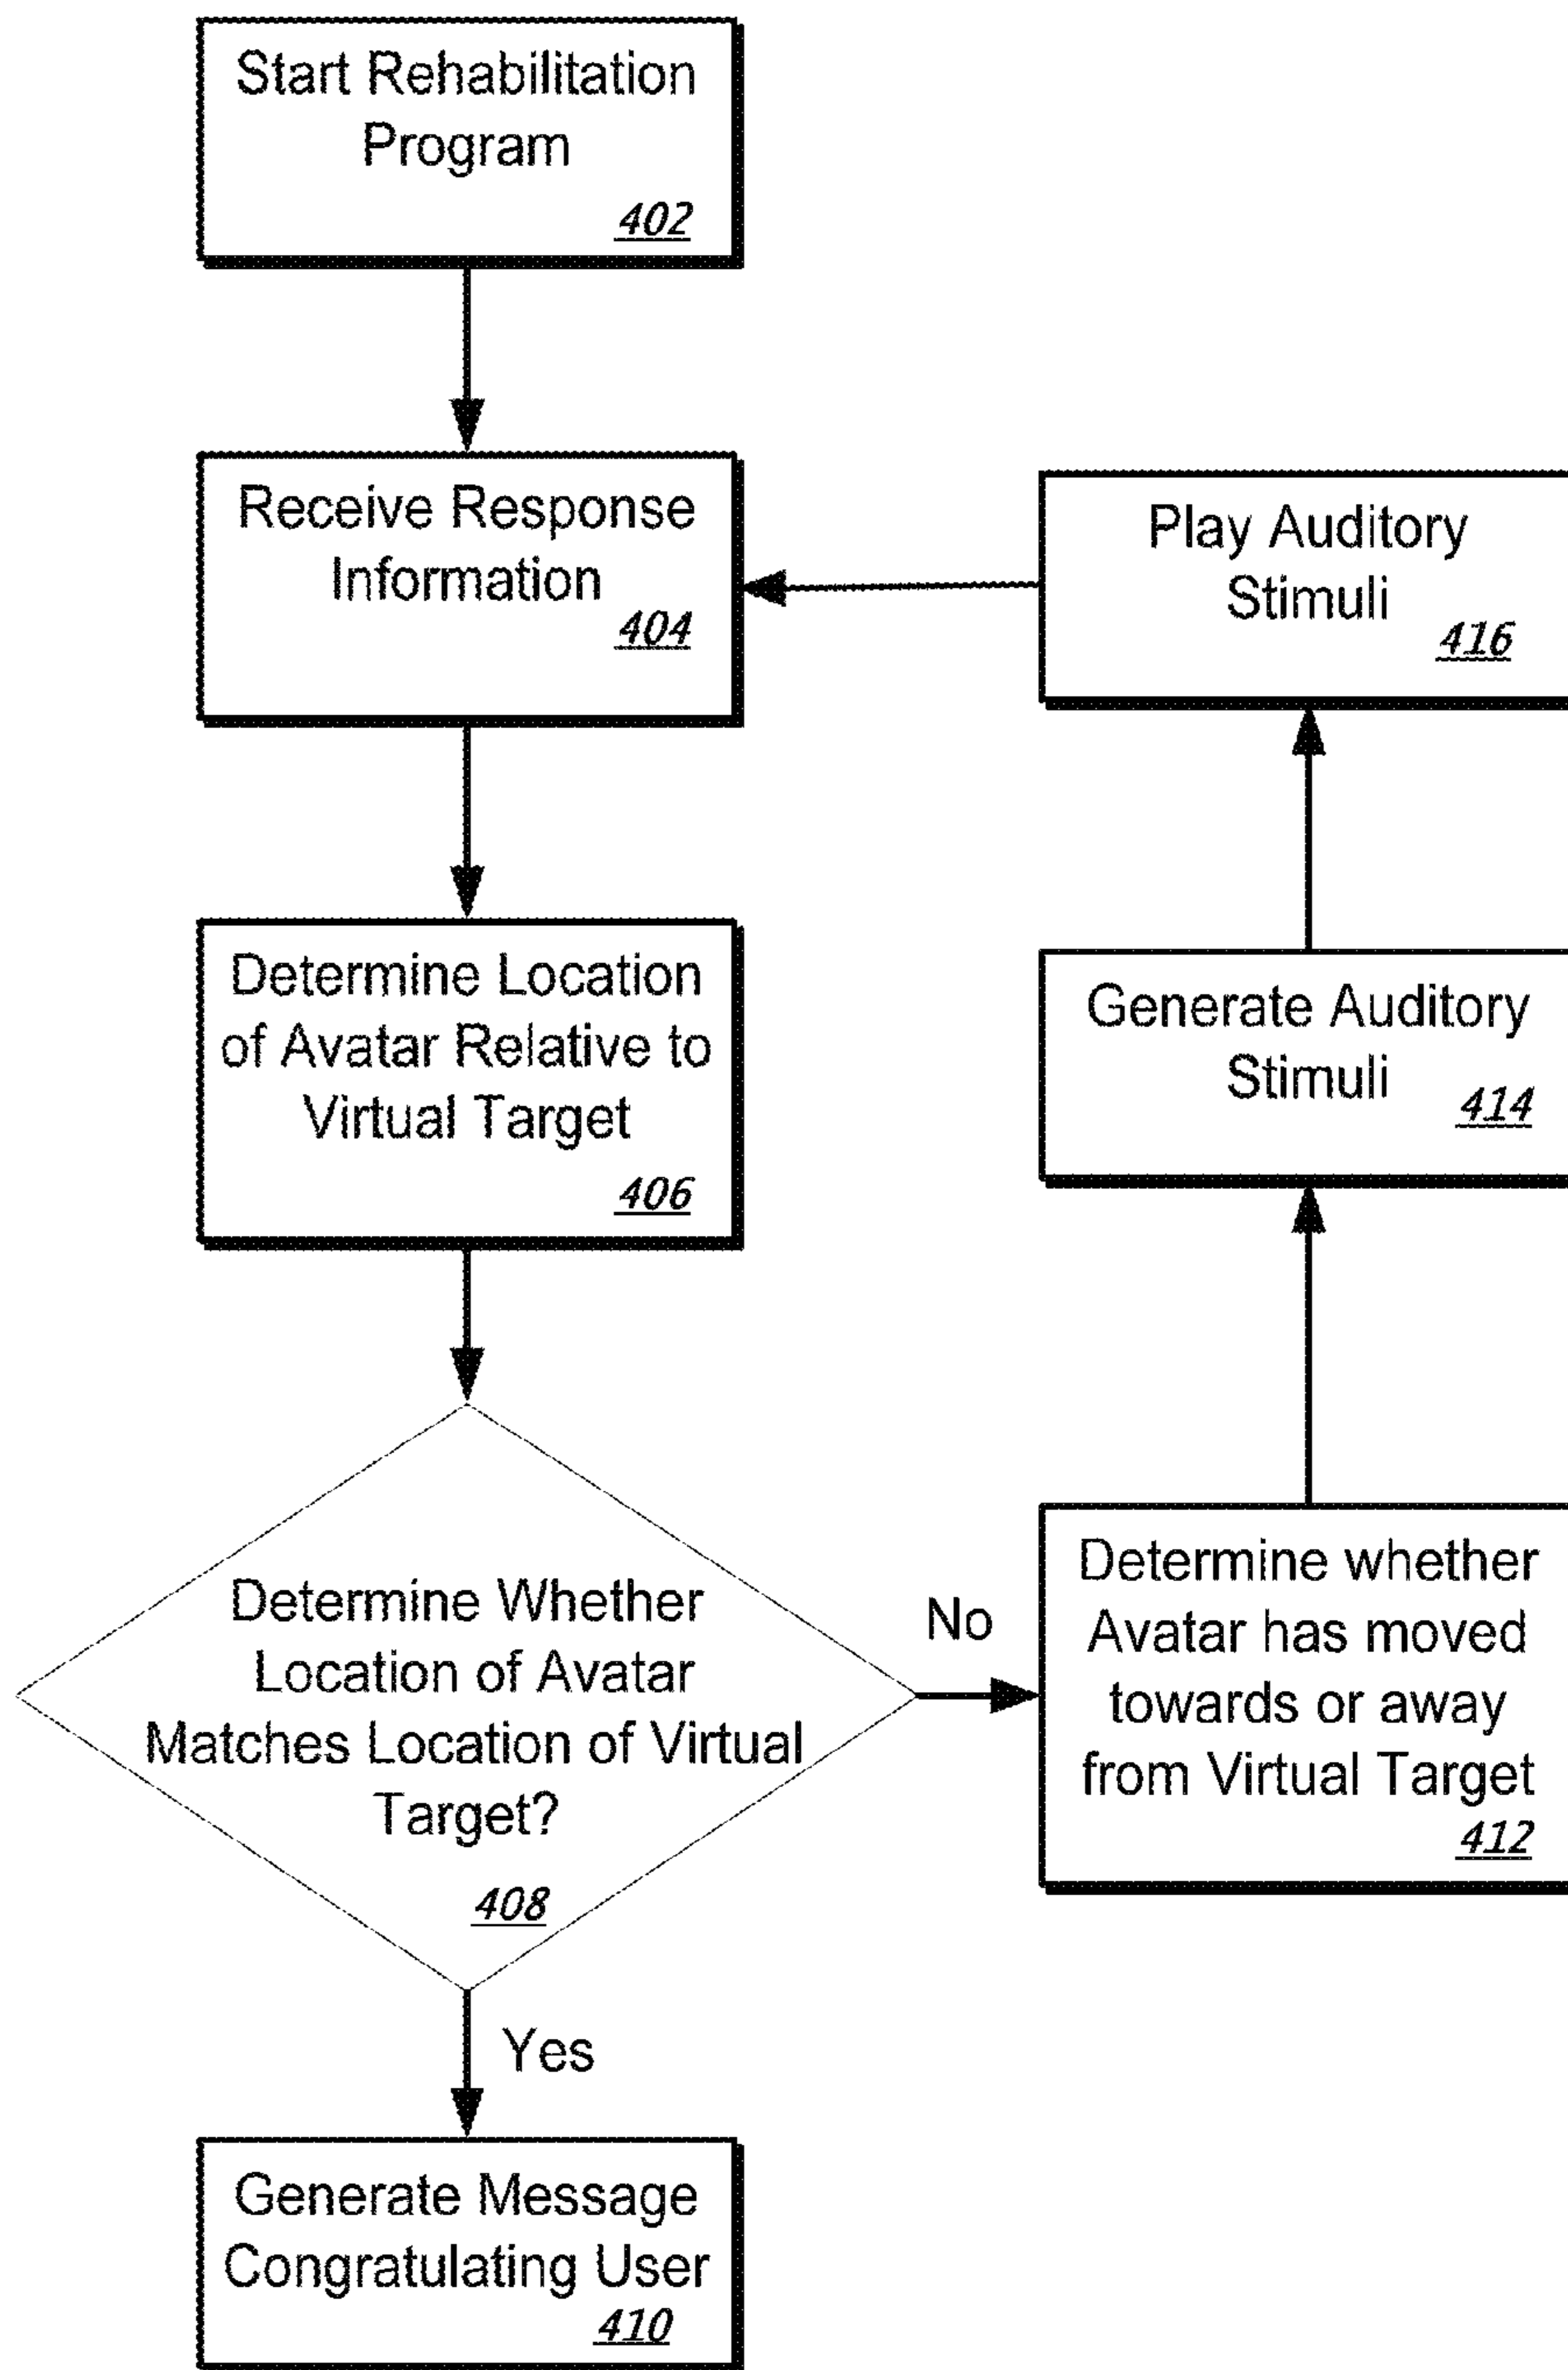 Start Rehabilitation
Program
402
Receive Response
Information
404
Determine Location
of Avatar Relative to
Virtual Target
406
Determine Whether
Location of Avatar
Matches Location of Virtual
Target?
408
Yes
Generate Message
Congratulating User
410
No
Determine whether
Avatar has moved
towards or away
from Virtual Target
412
Generate Auditory
Stimuli
414
Play Auditory
Stimuli
416